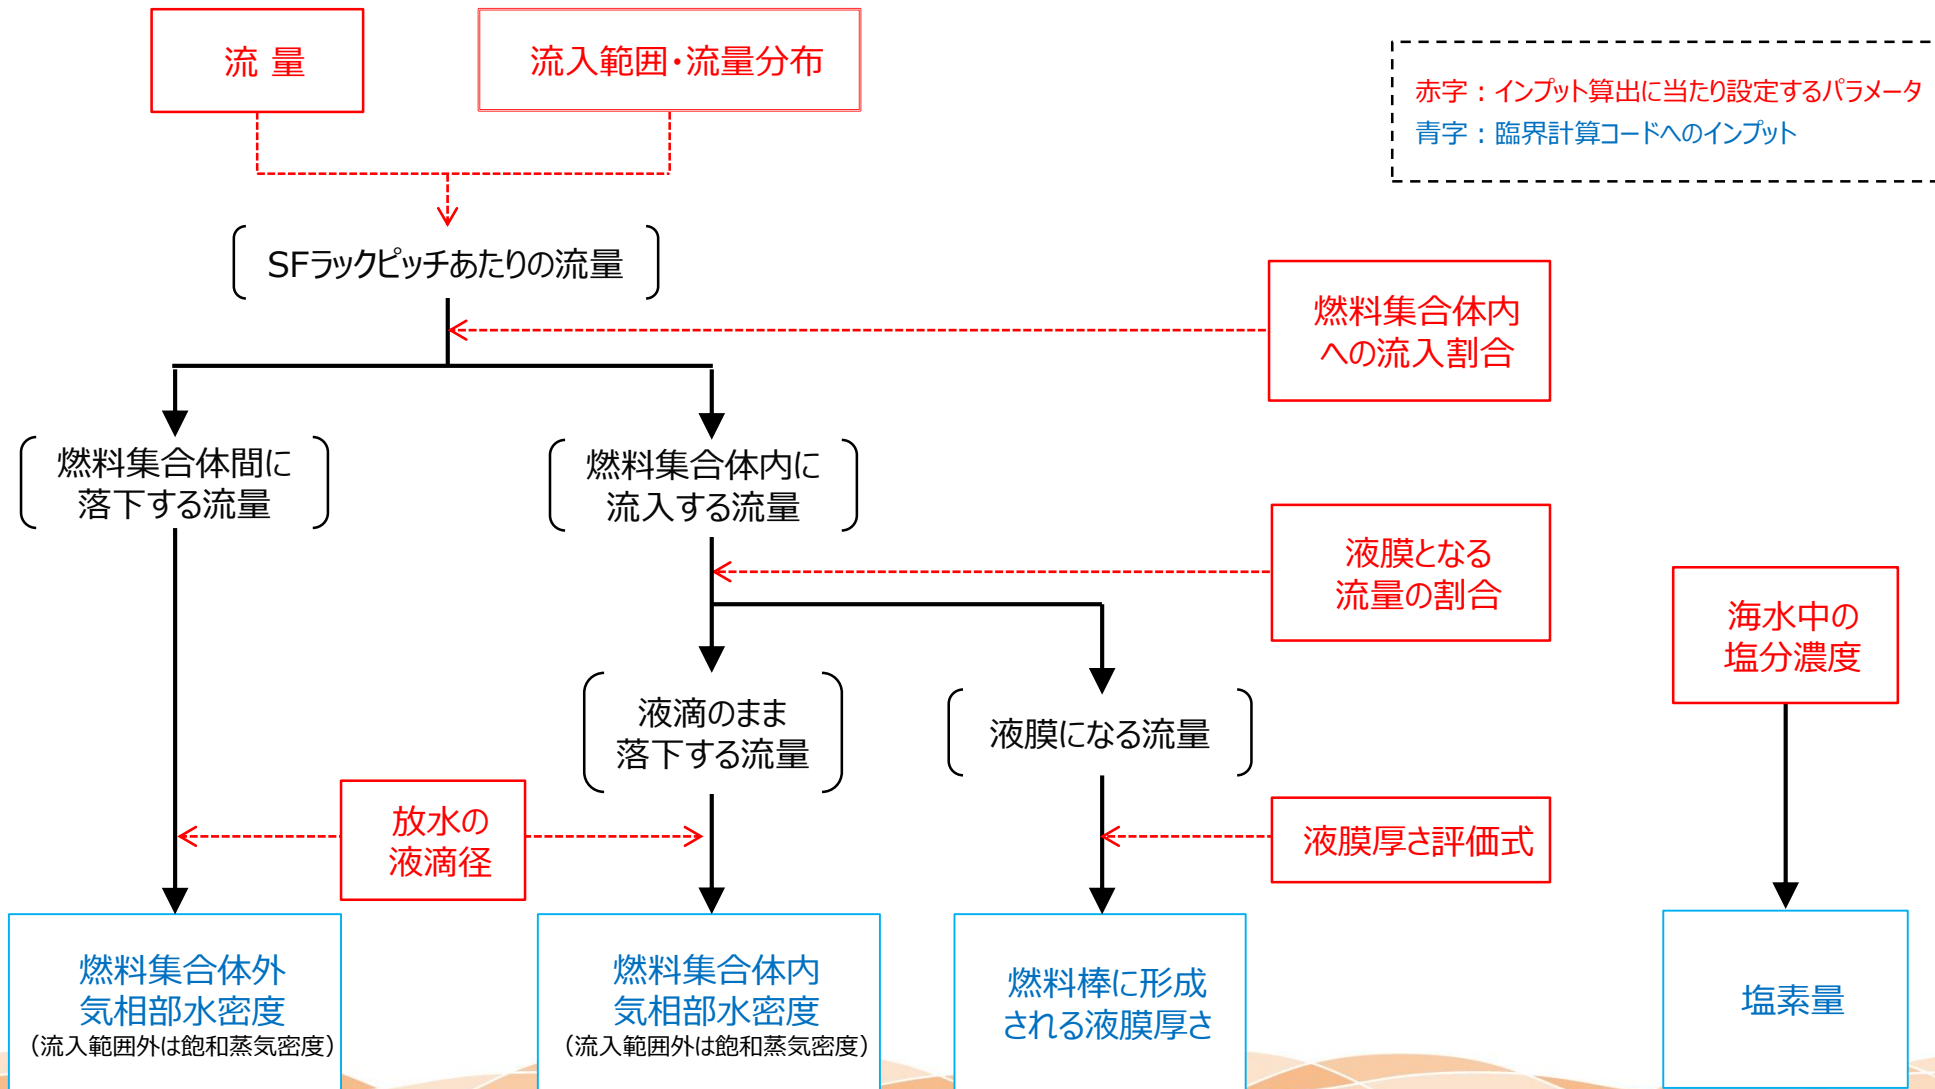 流 量
流入範囲・流量分布
赤字：インプット算出に当たり設定するパラメータ
青字：臨界計算コードへのインプット
SFラックピッチあたりの流量
燃料集合体内
への流入割合
燃料集合体間に
落下する流量
燃料集合体内に
流入する流量
液膜となる
流量の割合
海水中の
塩分濃度
液滴のまま
落下する流量
液膜になる流量
放水の
液滴径
液膜厚さ評価式
燃料集合体外
気相部水密度
（流入範囲外は飽和蒸気密度）
燃料集合体内
気相部水密度
（流入範囲外は飽和蒸気密度）
燃料棒に形成
される液膜厚さ
塩素量